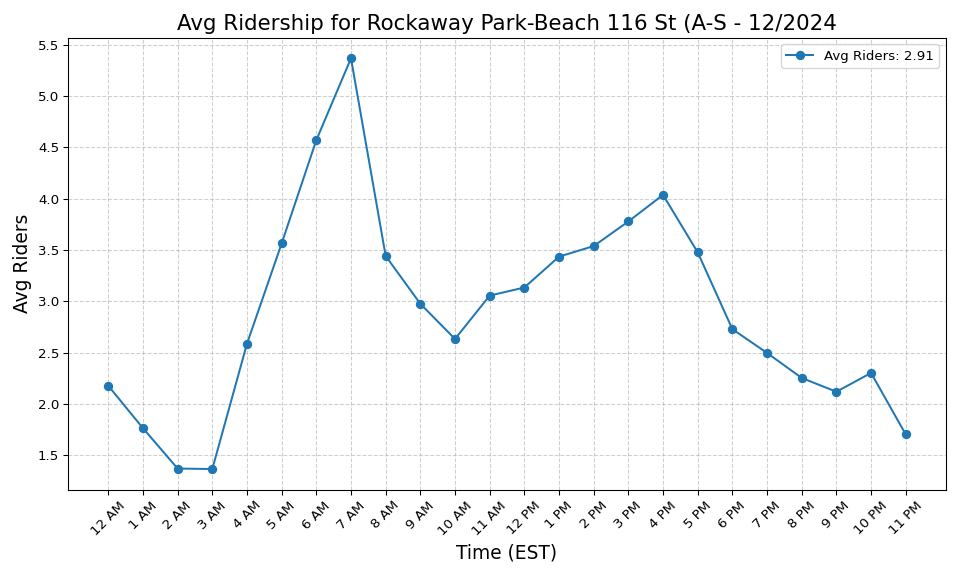 Avg Ridership for Rockaway Park-Beach 116 St (A-S - 12/2024
Avg Riders: 2.91
Avg Riders
5.5
5.0
4.5
4.0
3.5
3.0
2.5
2.0
1.5
12 AM
1 AM
2 AM
3 AM
4 AM
5 AM
6 AM
7 AM
8 AM
9 AM
10 AM
11 AM
12 PM
1 PM
2 PM
3 PM
4 PM
5 PM
6 PM
7 PM
8 PM
9 PM
10 PM
11 PM
Time (EST)